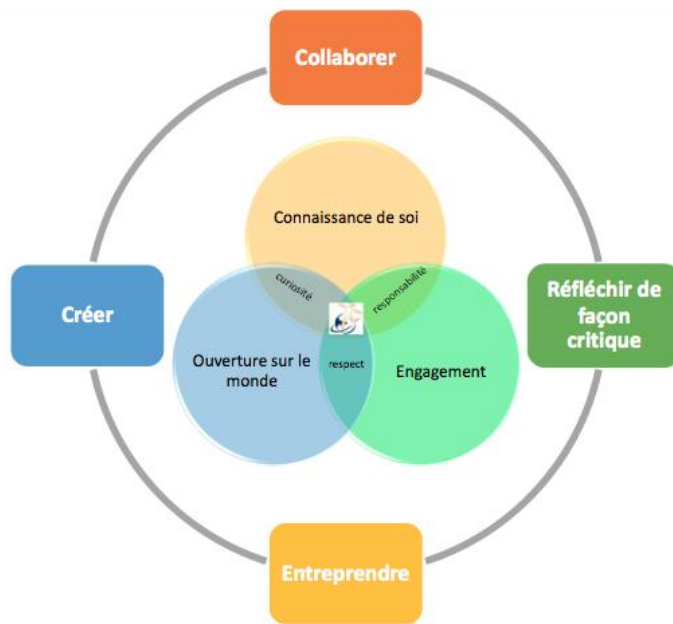 Collaborer
Connaissance de soi
curiosité
responsabilité
Créer
Réfléchir de
façon
critique
Ouverture sur le
monde
respect
Engagement
Entreprendre